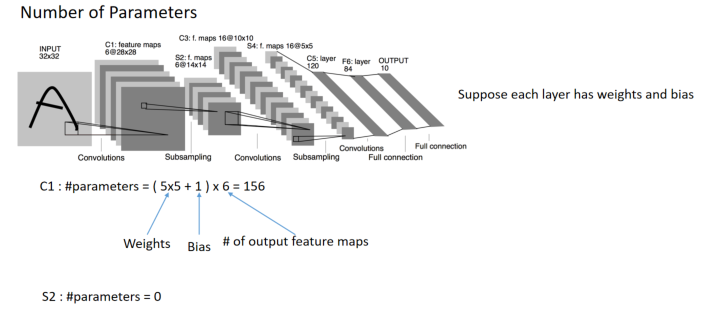 Number of Parameters
C3: f. maps 16@10x10
INPUT
32x32
C1: feature maps
6@28x28
S2: f. maps
6@14x14
S4: f. maps 16@5x5
C5: layer
120
F6: layer
84
OUTPUT
10
Suppose each layer has weights and bias
Convolutions
Subsampling
Convolutions
Subsampling
Convolutions
Full connection
Full connection
C1 : #parameters = ( 5x5 + 1 ) x 6 = 156
Weights
Bias
# of output feature maps
S2 : #parameters = 0